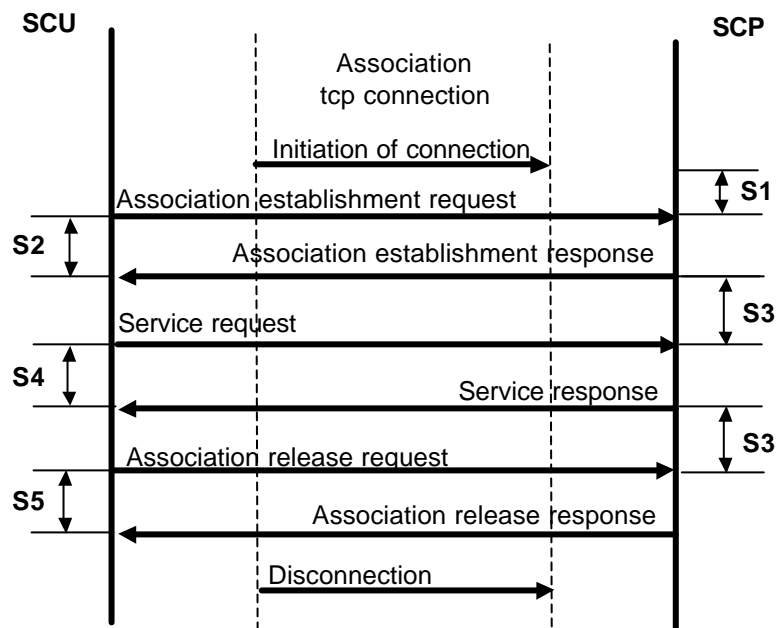 SCU
SCP
Association
tcp connection
Initiation of connection
S1
Association establishment request
S2
Association establishment response
S3
Service request
S4
Service response
S3
Association release request
S5
Association release response
Disconnection